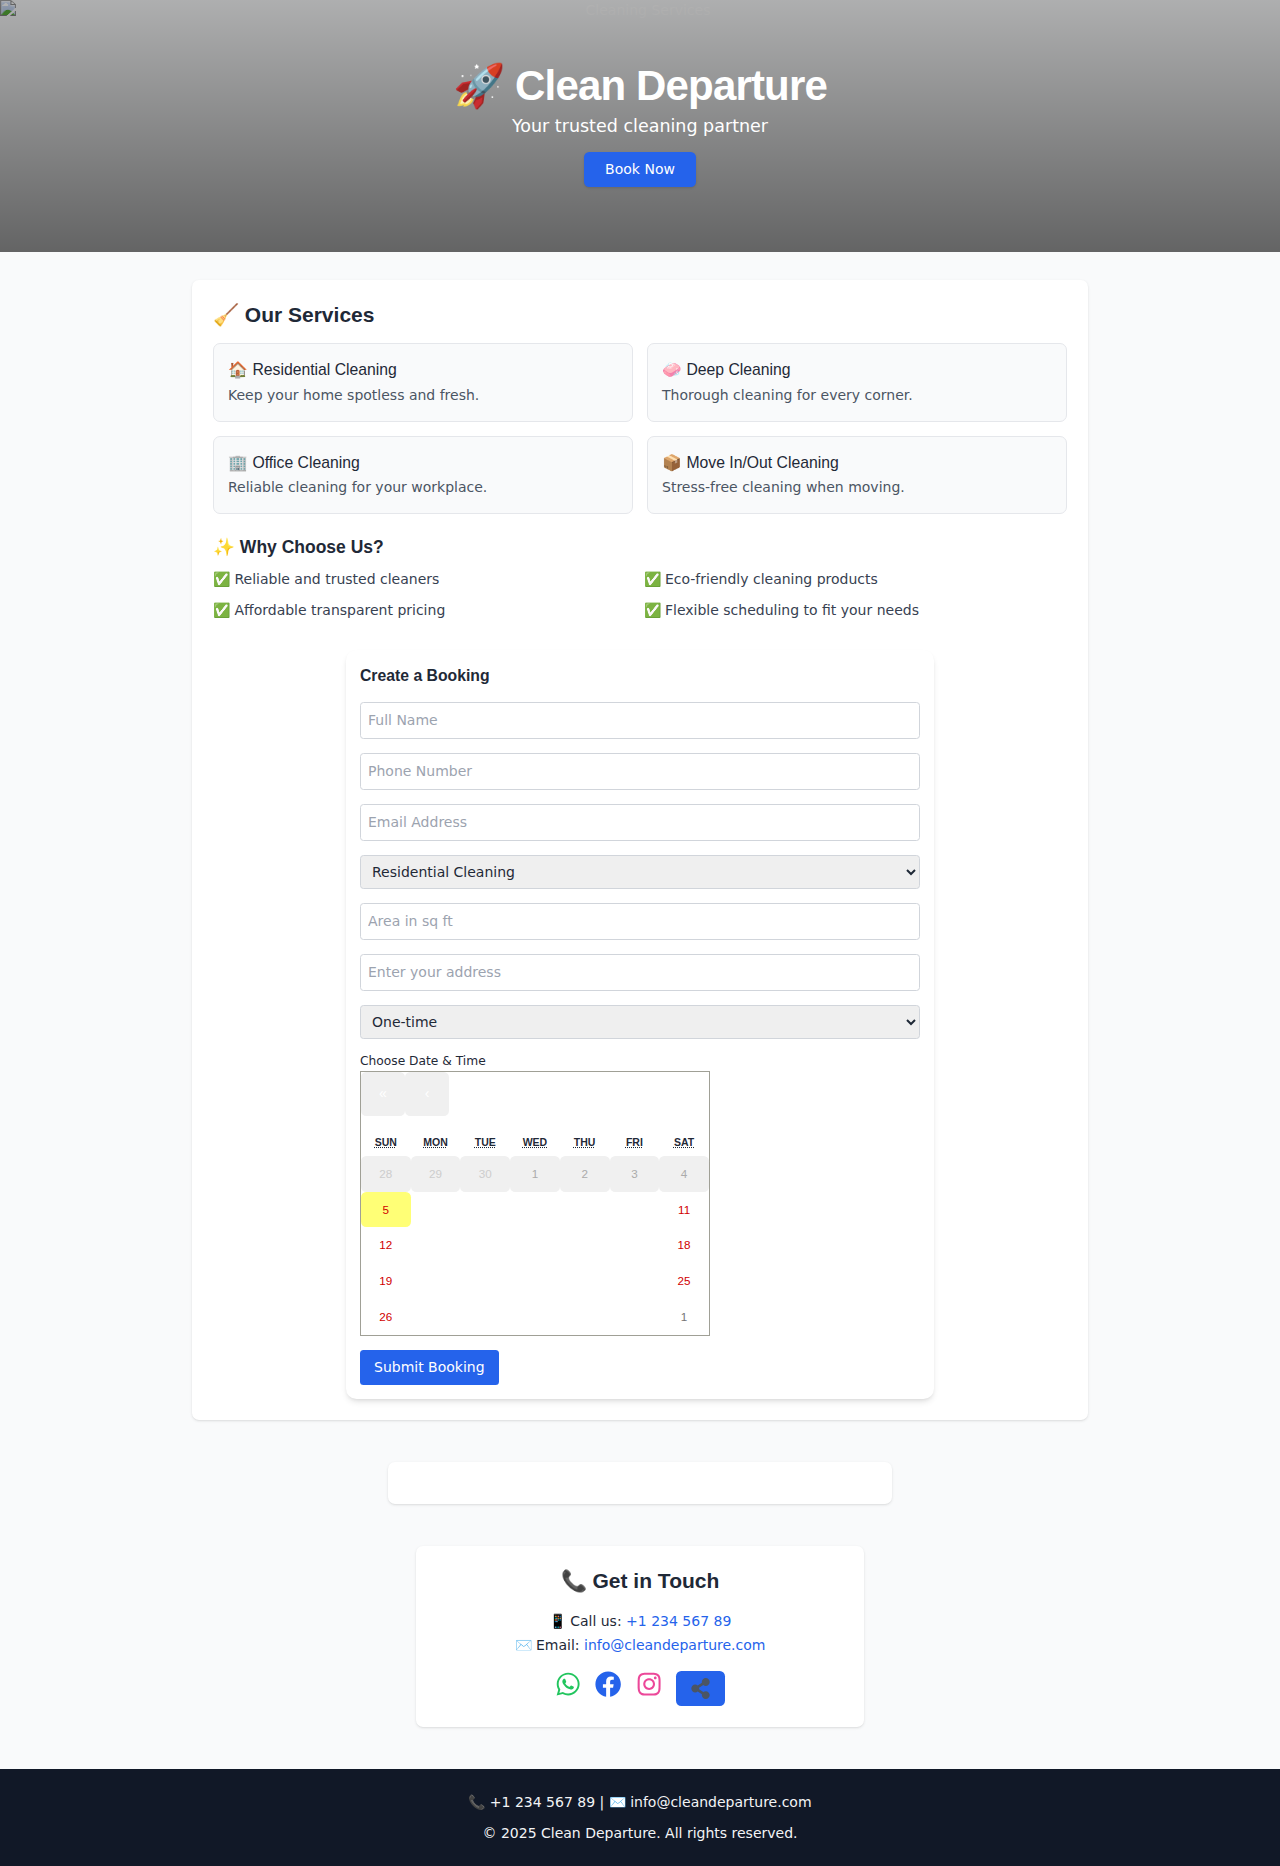 🚀 Clean Departure
Your trusted cleaning partner
Book Now
🧹 Our Services
🏠 Residential Cleaning
Keep your home spotless and fresh.
🧼 Deep Cleaning
Thorough cleaning for every corner.
🏢 Office Cleaning
Reliable cleaning for your workplace.
📦 Move In/Out Cleaning
Stress-free cleaning when moving.
✨ Why Choose Us?
✅ Reliable and trusted cleaners
✅ Eco-friendly cleaning products
✅ Affordable transparent pricing
✅ Flexible scheduling to fit your needs
Create a Booking
Full Name
Phone Number
Email Address
Residential Cleaning
Area in sq ft
Enter your address
One-time
Choose Date & Time
« ‹
SUN MON TUE WED THU FRI SAT
28 29 30 1 2 3 4
5 11
12 18
19 25
26 1
Submit Booking
📞 Get in Touch
📱 Call us: +1 234 567 89
✉️ Email: info@cleandeparture.com
📞 +1 234 567 89 | ✉️ info@cleandeparture.com
© 2025 Clean Departure. All rights reserved.